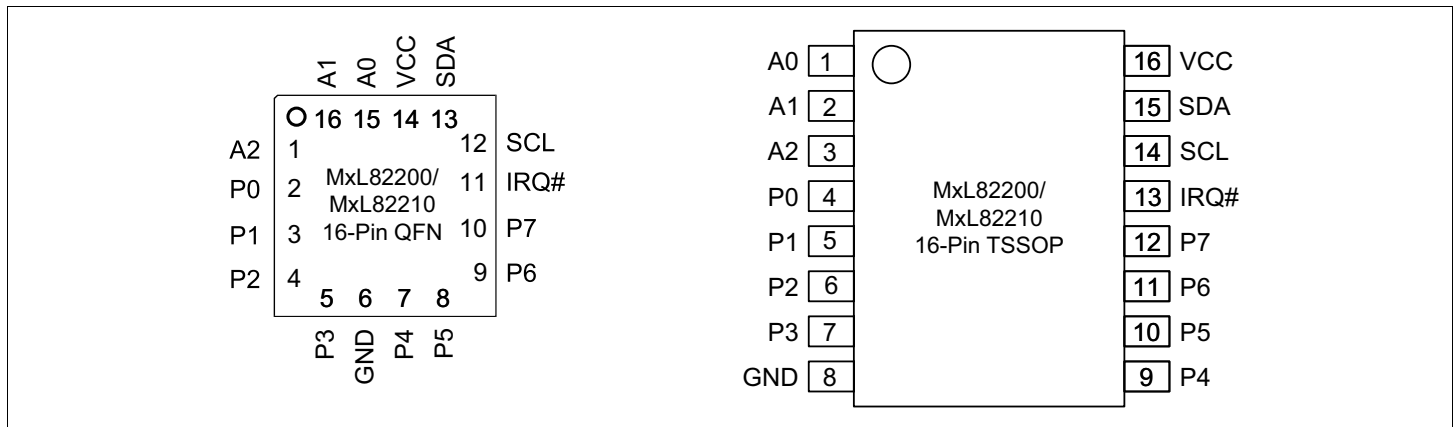 A1 A0 VCC SDA
16 15 14 13
A2 1 12 SCL
P0 2 MxL82200/ 11 IRQ#
MxL82210
P1 3 16-Pin QFN 10 P7
P2 4 9 P6
5 6 7 8
P3 GND P4 P5
A0 1 16 VCC
A1 2 15 SDA
A2 3 14 SCL
P0 4 MxL82200/ 13 IRQ#
MxL82210
P1 5 16-Pin TSSOP 12 P7
P2 6 11 P6
P3 7 10 P5
GND 8 9 P4